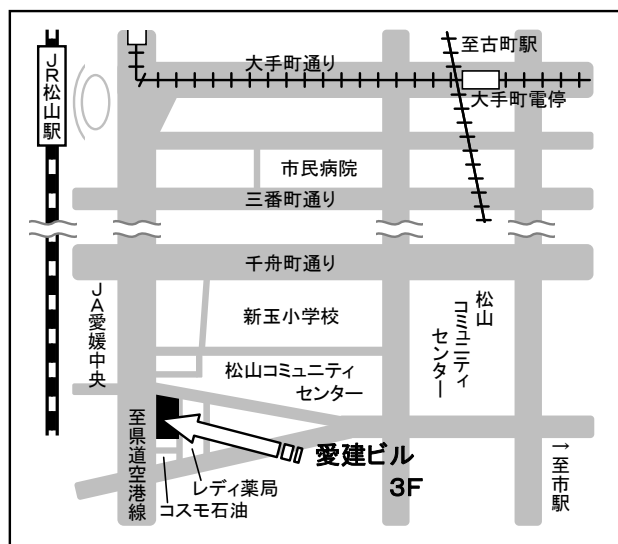 JR松山駅
大手町通り
至古町駅
大手町電停
市民病院
三番町通り
千舟町通り
JA愛媛中央
新玉小学校
松山
コミュニティ
センター
松山コミュニティ
センター
至県道空港線
愛建ビル
3F
レディ薬局
コスモ石油
→至市駅